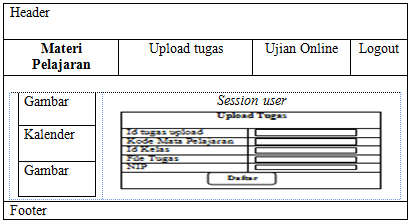 Header
Materi Pelajaran
Upload tugas
Ujian Online
Logout
Gambar
Kalender
Gambar
Session user
Upload Tugas
Id tugas upload
Kode Mata Pelajaran
Id Kelas
File Tugas
NIP
Daftar
Footer